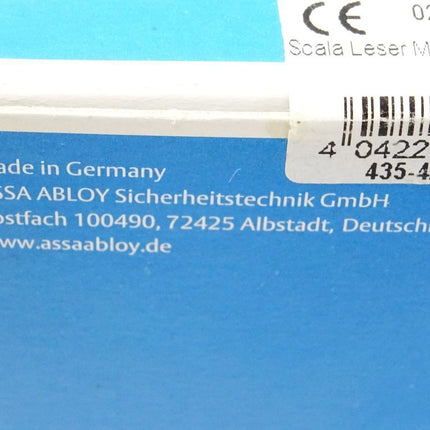 CE 02
Scala Leser M
4 0422
435-4
ade in Germany
SSA ABLOY Sicherheitstechnik GmbH
ostfach 100490, 72425 Albstadt, Deutsch
www.assaabloy.de